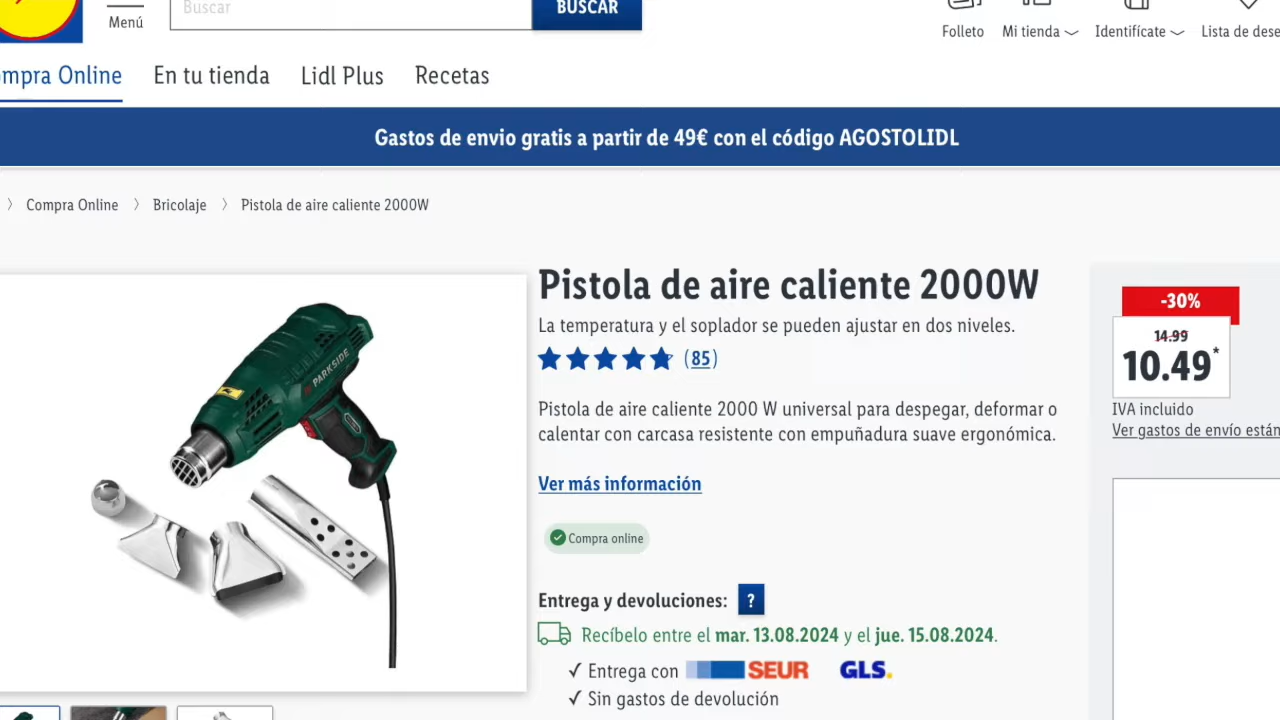 Menú
Buscar
BUSCAR
Folleto
Mi tienda
Identifícate
Lista de dese
mpra Online
En tu tienda
Lidl Plus
Recetas
Gastos de envio gratis a partir de 49€ con el código AGOSTOLIDL
Compra Online
Bricolaje
Pistola de aire caliente 2000W
PARKSIDE
Pistola de aire caliente 2000W
La temperatura y el soplador se pueden ajustar en dos niveles.
(85)
Pistola de aire caliente 2000 W universal para despegar, deformar o
calentar con carcasa resistente con empuñadura suave ergonómica.
Ver más información
Compra online
Entrega y devoluciones: ?
Recíbelo entre el mar. 13.08.2024 y el jue. 15.08.2024.
✓ Entrega con SEUR GLS.
✓ Sin gastos de devolución
-30%
14.99
10.49*
IVA incluido
Ver gastos de envío están